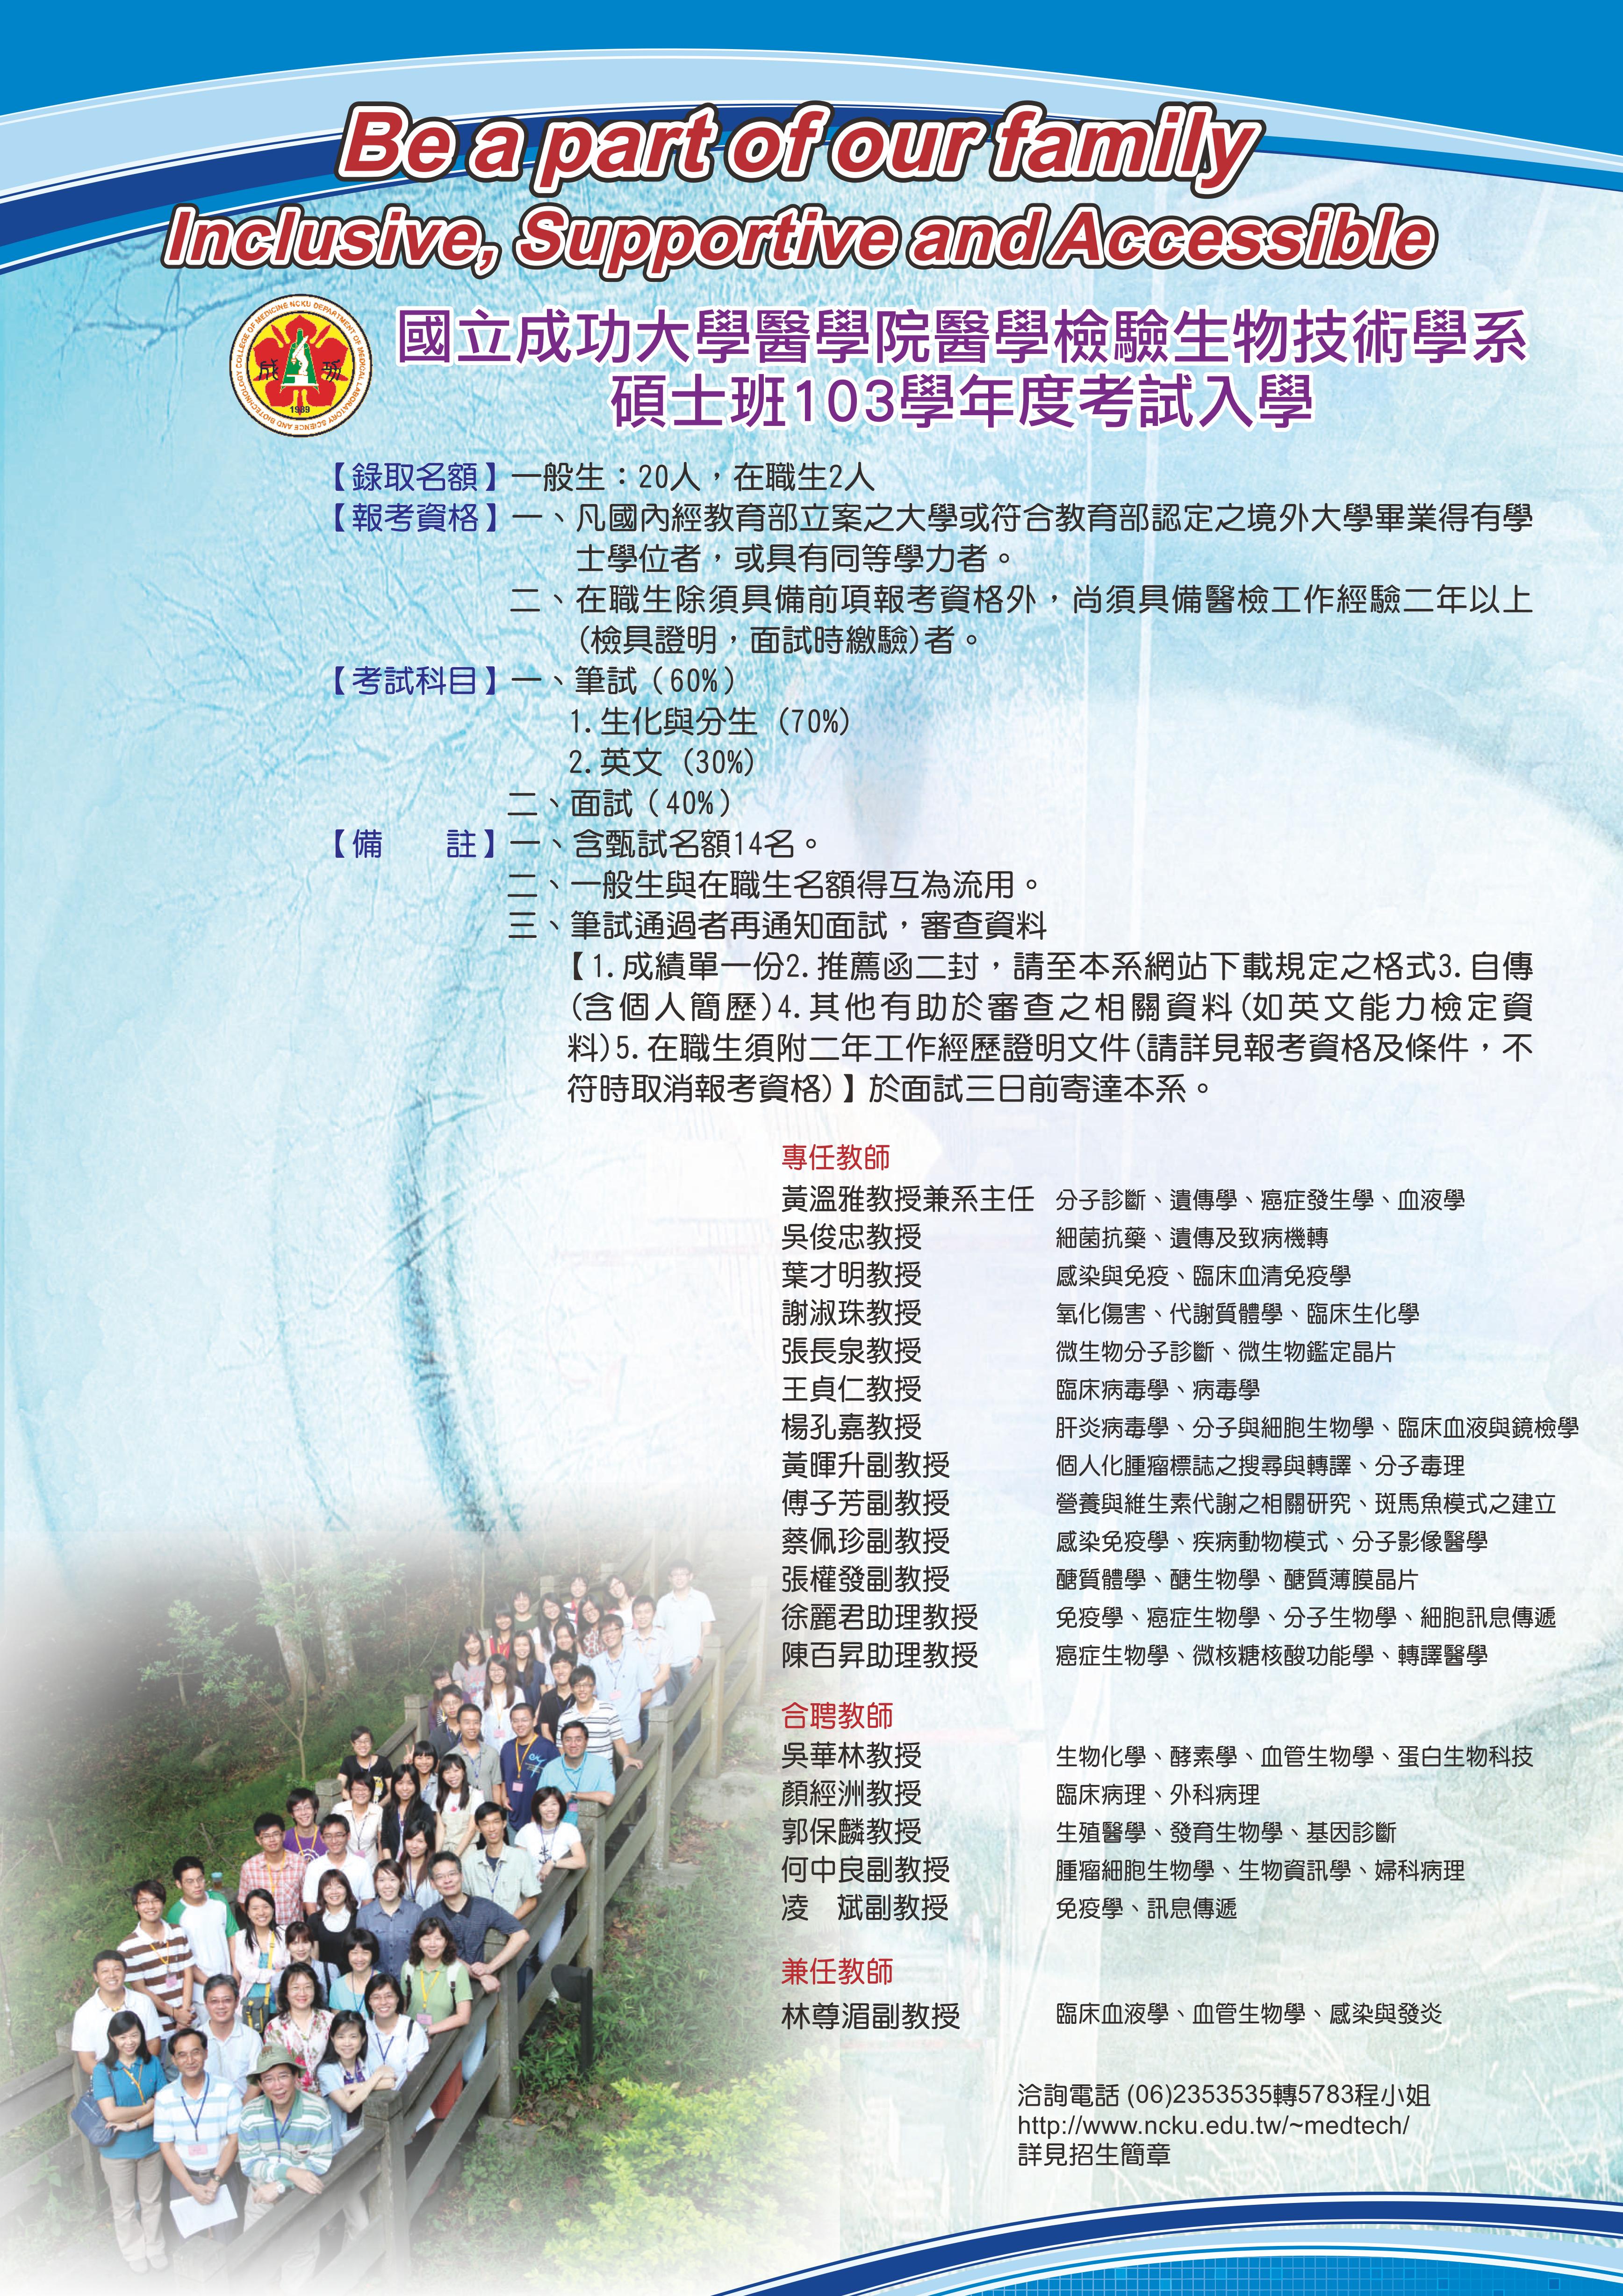 Be a part of our family
Inclusive, Supportive and Accessible
COLLEGE OF MEDICINE NCKU DEPARTMENT OF MEDICAL LABORATORY SCIENCE AND BIOTECHNOLOGY
成 功
1989
國立成功大學醫學院醫學檢驗生物技術學系
碩士班103學年度考試入學
【錄取名額】一般生：20人，在職生2人
【報考資格】一、凡國內經教育部立案之大學或符合教育部認定之境外大學畢業得有學
士學位者，或具有同等學力者。
二、在職生除須具備前項報考資格外，尚須具備醫檢工作經驗二年以上
(檢具證明，面試時繳驗)者。
【考試科目】一、筆試（60%）
1.生化與分生 (70%)
2.英文 (30%)
二、面試（40%）
【備　　註】一、含甄試名額14名。
二、一般生與在職生名額得互為流用。
三、筆試通過者再通知面試，審查資料
【1.成績單一份2.推薦函二封，請至本系網站下載規定之格式3.自傳
(含個人簡歷)4.其他有助於審查之相關資料(如英文能力檢定資
料)5.在職生須附二年工作經歷證明文件(請詳見報考資格及條件，不
符時取消報考資格)】於面試三日前寄達本系。
專任教師
黃溫雅教授兼系主任 分子診斷、遺傳學、癌症發生學、血液學
吳俊忠教授 細菌抗藥、遺傳及致病機轉
葉才明教授 感染與免疫、臨床血清免疫學
謝淑珠教授 氧化傷害、代謝質體學、臨床生化學
張長泉教授 微生物分子診斷、微生物鑑定晶片
王貞仁教授 臨床病毒學、病毒學
楊孔嘉教授 肝炎病毒學、分子與細胞生物學、臨床血液與鏡檢學
黃暉升副教授 個人化腫瘤標誌之搜尋與轉譯、分子毒理
傅子芳副教授 營養與維生素代謝之相關研究、斑馬魚模式之建立
蔡佩珍副教授 感染免疫學、疾病動物模式、分子影像醫學
張權發副教授 醣質體學、醣生物學、醣質薄膜晶片
徐麗君助理教授 免疫學、癌症生物學、分子生物學、細胞訊息傳遞
陳百昇助理教授 癌症生物學、微核糖核酸功能學、轉譯醫學
合聘教師
吳華林教授 生物化學、酵素學、血管生物學、蛋白生物科技
顏經洲教授 臨床病理、外科病理
郭保麟教授 生殖醫學、發育生物學、基因診斷
何中良副教授 腫瘤細胞生物學、生物資訊學、婦科病理
凌　斌副教授 免疫學、訊息傳遞
兼任教師
林尊湄副教授 臨床血液學、血管生物學、感染與發炎
洽詢電話 (06)2353535轉5783程小姐
http://www.ncku.edu.tw/~medtech/
詳見招生簡章